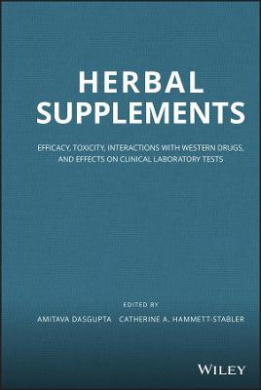 HERBAL
SUPPLEMENTS
EFFICACY, TOXICITY, INTERACTIONS WITH WESTERN DRUGS,
AND EFFECTS ON CLINICAL LABORATORY TESTS
EDITED BY
AMITAVA DASGUPTA CATHERINE A. HAMMETT-STABLER
WILEY